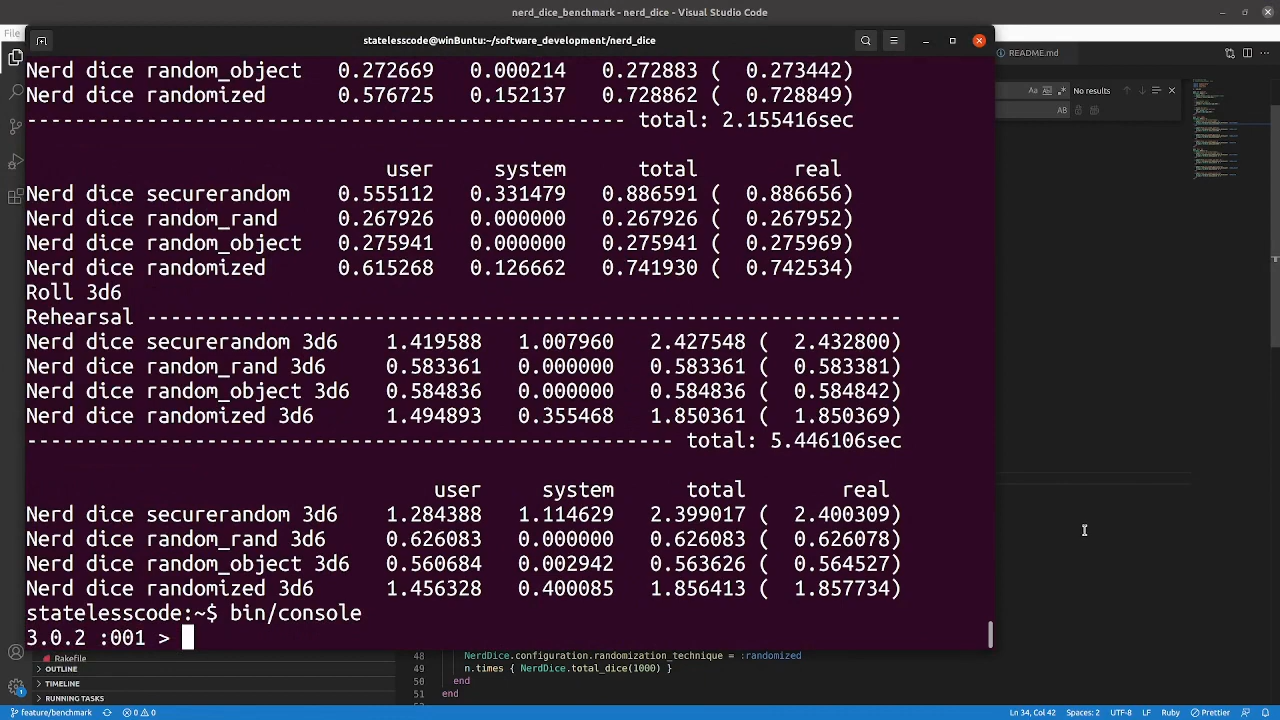 nerd_dice_benchmark - nerd_dice - Visual Studio Code
File
statelesscode@winBuntu:~/software_development/nerd_dice
README.md
Aa
No results
AB
Nerd dice random_object 0.272669 0.000214 0.272883 ( 0.273442)
Nerd dice randomized 0.576725 0.152137 0.728862 ( 0.728849)
-------------------------------------------------- total: 2.155416sec
user system total real
Nerd dice securerandom 0.555112 0.331479 0.886591 ( 0.886656)
Nerd dice random_rand 0.267926 0.000000 0.267926 ( 0.267952)
Nerd dice random_object 0.275941 0.000000 0.275941 ( 0.275969)
Nerd dice randomized 0.615268 0.126662 0.741930 ( 0.742534)
Roll 3d6
Rehearsal ---------------------------------------------------------------
Nerd dice securerandom 3d6 1.419588 1.007960 2.427548 ( 2.432800)
Nerd dice random_rand 3d6 0.583361 0.000000 0.583361 ( 0.583381)
Nerd dice random_object 3d6 0.584836 0.000000 0.584836 ( 0.584842)
Nerd dice randomized 3d6 1.494893 0.355468 1.850361 ( 1.850369)
------------------------------------------------------ total: 5.446106sec
user system total real
Nerd dice securerandom 3d6 1.284388 1.114629 2.399017 ( 2.400309)
Nerd dice random_rand 3d6 0.626083 0.000000 0.626083 ( 0.626078)
Nerd dice random_object 3d6 0.560684 0.002942 0.563626 ( 0.564527)
Nerd dice randomized 3d6 1.456328 0.400085 1.856413 ( 1.857734)
statelesscode:~$ bin/console
3.0.2 :001 >
Rakefile
OUTLINE
TIMELINE
RUNNING TASKS
48 NerdDice.configuration.randomization_technique = :randomized
49 n.times { NerdDice.total_dice(1000) }
50 end
51 end
1
feature/benchmark 0 0 Ln 34, Col 42 Spaces: 2 UTF-8 LF Ruby Prettier